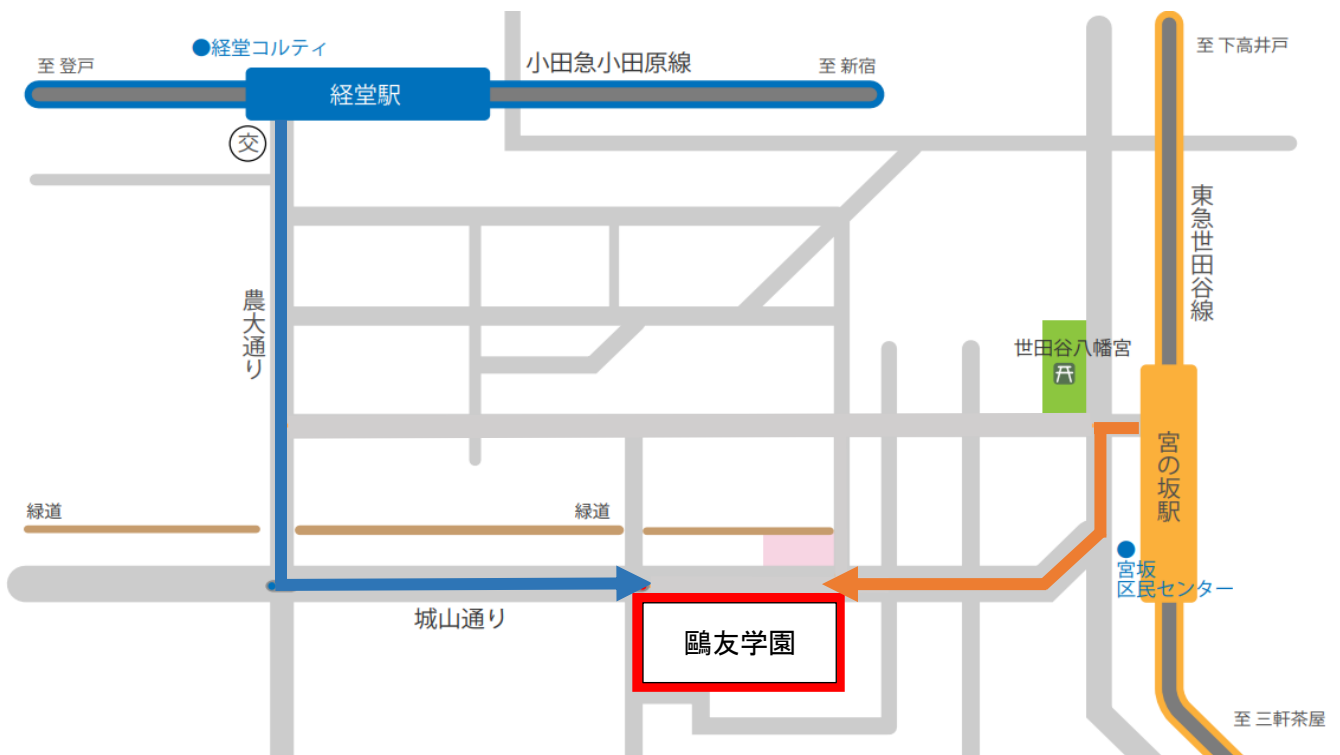 ●経堂コルティ
至 登戸
小田急小田原線
至 新宿
至 下高井戸
経堂駅
交
東急世田谷線
農大通り
世田谷八幡宮
宮の坂駅
緑道
緑道
宮坂
区民センター
城山通り
鷗友学園
至 三軒茶屋